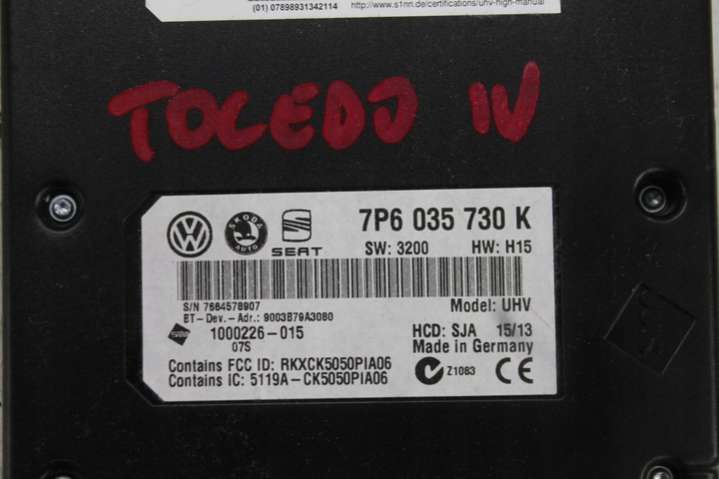 (01) 07898931342114
http://www.s1nn.de/certifications/uhv-high-manual
TOLEDO IV
SKODA
AUTO
SEAT
7P6 035 730 K
SW: 3200 HW: H15
S/N 7664578907
Model: UHV
BT-Dev.-Adr.: 9003B79A3080
1000226-015
07S
HCD: SJA 15/13
Made in Germany
Contains FCC ID: RKXCK5050PIA06
Contains IC: 5119A-CK5050PIA06
Z1083
CE